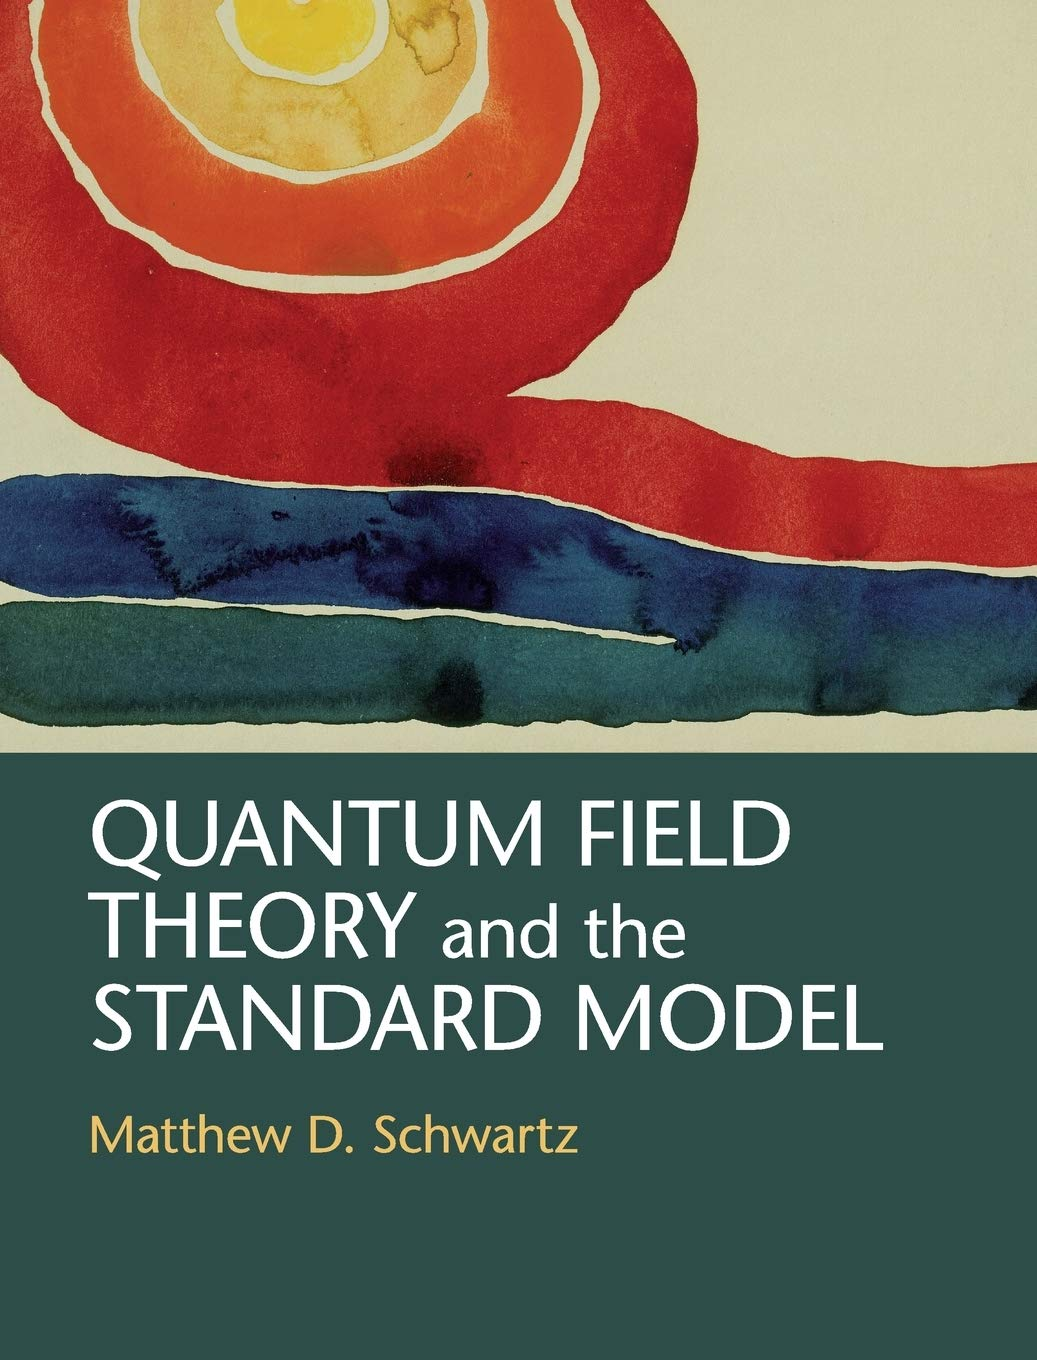 QUANTUM FIELD
THEORY and the
STANDARD MODEL
Matthew D. Schwartz